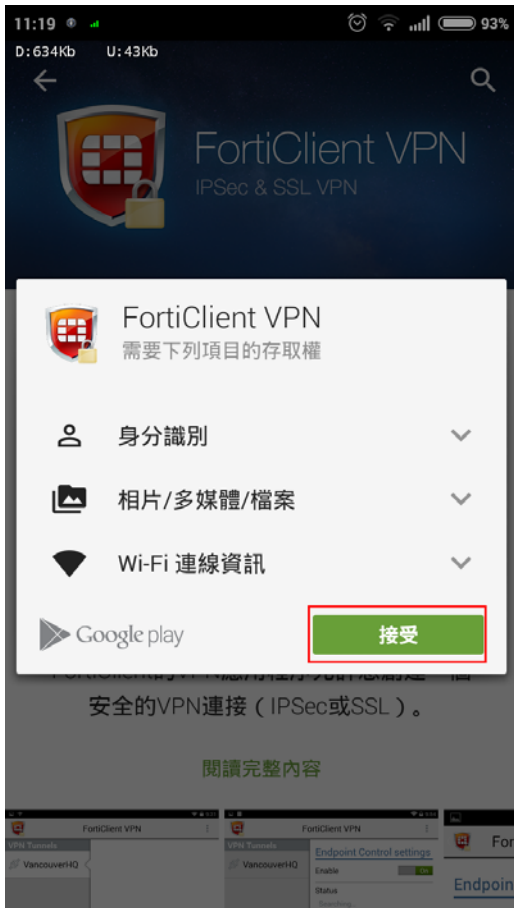 11:19
93%
D:634Kb U:43Kb
FortiClient VPN
IPSec & SSL VPN
FortiClient VPN
需要下列項目的存取權
身分識別
相片/多媒體/檔案
Wi-Fi 連線資訊
Google play
接受
安全的VPN連接（IPSec或SSL）。
閱讀完整內容
FortiClient VPN
VPN Tunnels
VancouverHQ
FortiClient VPN
VPN Tunnels
VancouverHQ
Endpoint Control settings
Enable
On
Status
Searching...
For
Endpoin